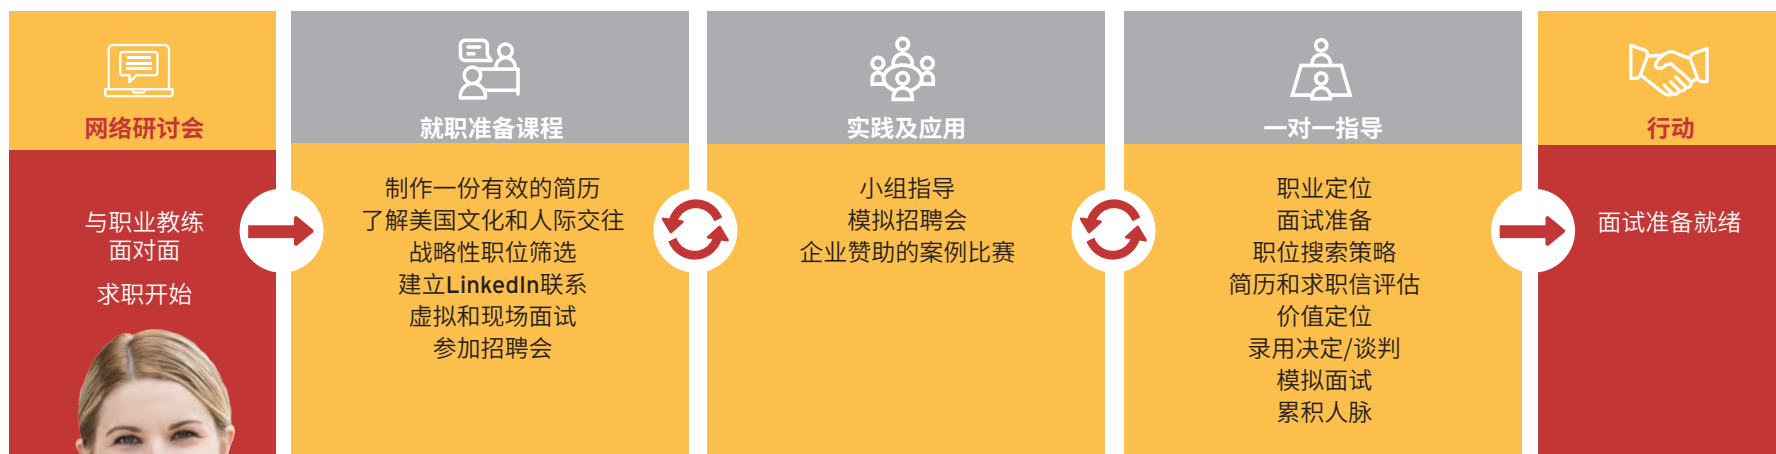 网络研讨会
与职业教练
面对面
求职开始
就职准备课程
制作一份有效的简历
了解美国文化和人际交往
战略性职位筛选
建立LinkedIn联系
虚拟和现场面试
参加招聘会
实践及应用
小组指导
模拟招聘会
企业赞助的案例比赛
一对一指导
职业定位
面试准备
职位搜索策略
简历和求职信评估
价值定位
录用决定/谈判
模拟面试
累积人脉
行动
面试准备就绪